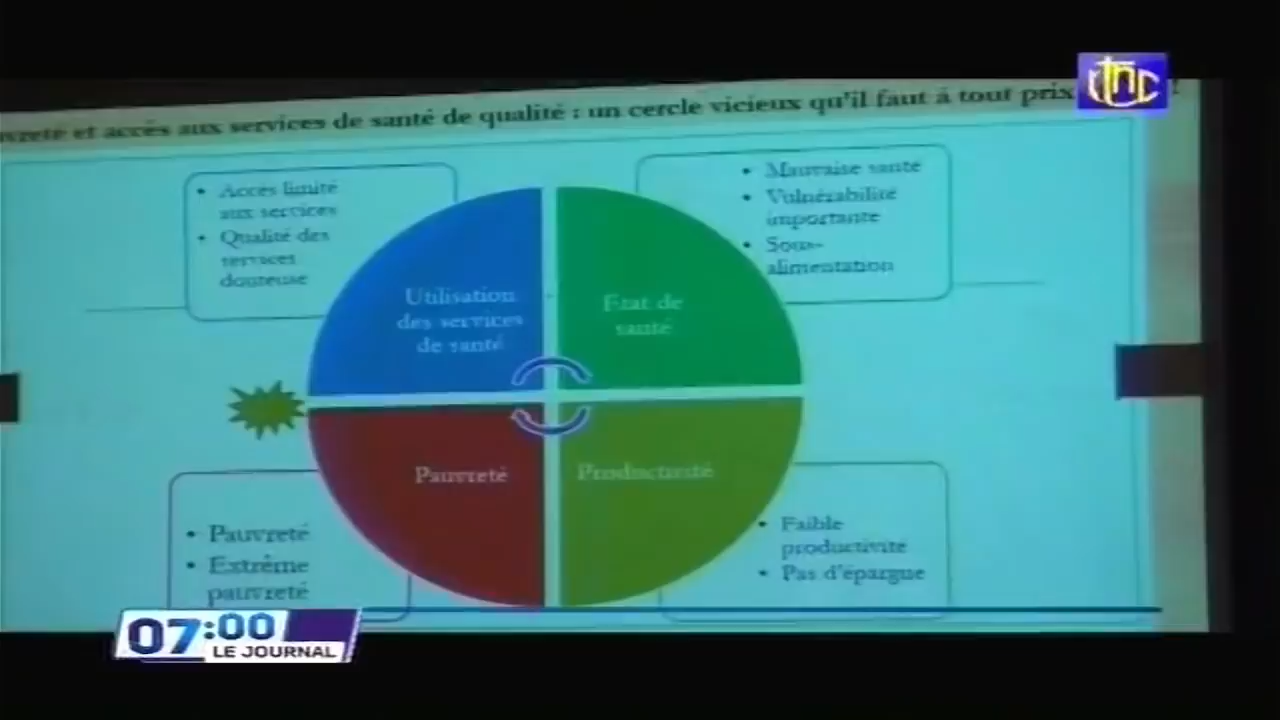 et accès aux services de santé de qualité : un cercle vicieux qu'il faut à tout prix
rtnc
• Accès limité
aux services
• Qualité des
services
douteuse
• Mauvaise santé
• Vulnérabilité
importante
• Sous-
alimentation
Utilisation
des services
de santé
Etat de
santé
Pauvreté
Productivité
• Pauvreté
• Extrême
pauvreté
• Faible
productivité
• Pas d'épargne
07:00
LE JOURNAL